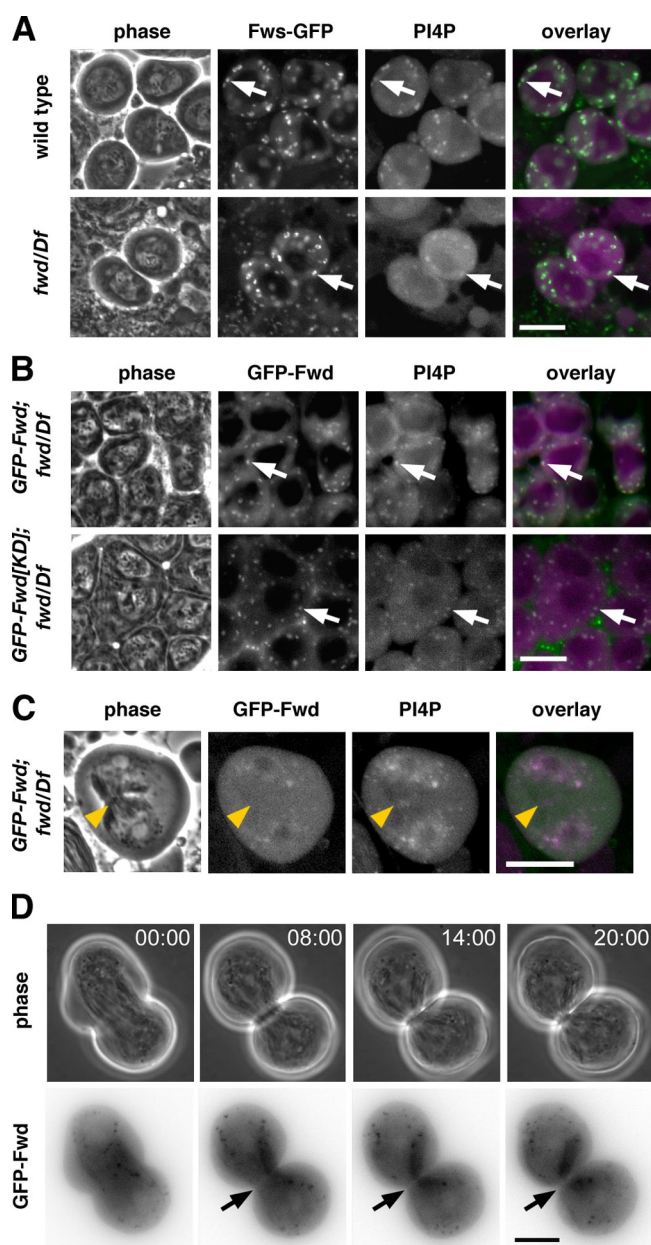 A
phase Fws-GFP PI4P overlay
wild type
fwd/Df
B
phase GFP-Fwd PI4P overlay
GFP-Fwd;
fwd/Df
GFP-Fwd[KD];
fwd/Df
C
phase GFP-Fwd PI4P overlay
GFP-Fwd;
fwd/Df
D
phase
00:00 08:00 14:00 20:00
GFP-Fwd